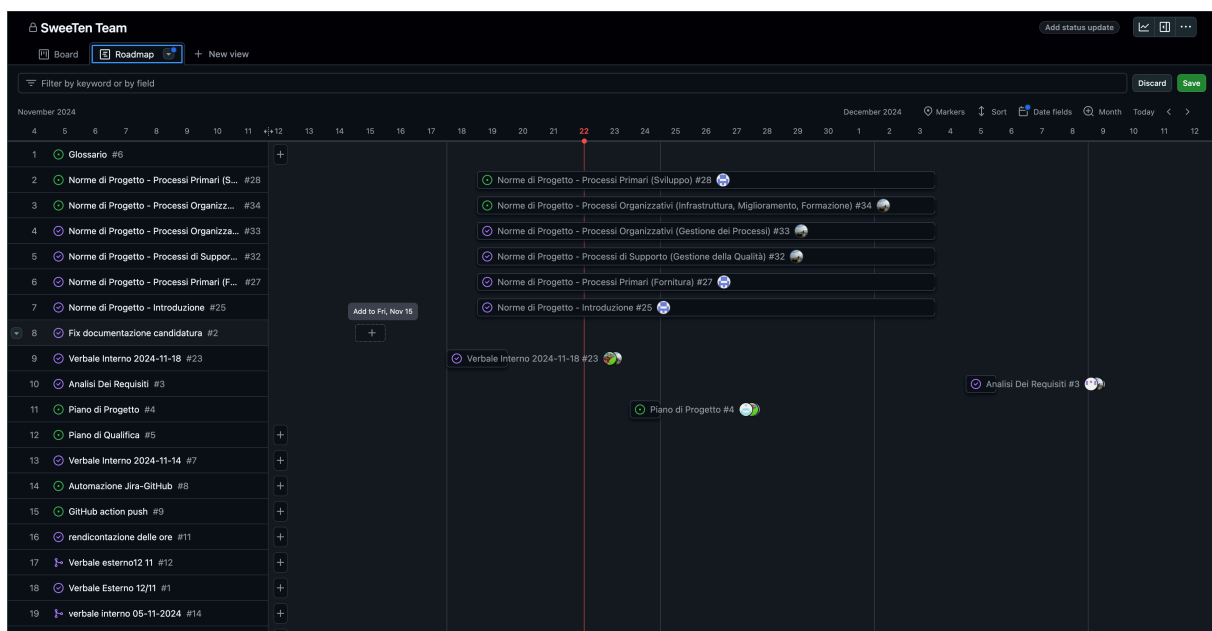 SweeTen Team
Add status update
Board
Roadmap
New view
Filter by keyword or by field
Discard
Save
November 2024
December 2024
Markers
Sort
Date fields
Month
Today
4 5 6 7 8 9 10 11 12 13 14 15 16 17 18 19 20 21 22 23 24 25 26 27 28 29 30 1 2 3 4 5 6 7 8 9 10 11 12
1 Glossario #6
2 Norme di Progetto - Processi Primari (S... #28
Norme di Progetto - Processi Primari (Sviluppo) #28
3 Norme di Progetto - Processi Organizz... #34
Norme di Progetto - Processi Organizzativi (Infrastruttura, Miglioramento, Formazione) #34
4 Norme di Progetto - Processi Organizza... #33
Norme di Progetto - Processi Organizzativi (Gestione dei Processi) #33
5 Norme di Progetto - Processi di Suppor... #32
Norme di Progetto - Processi di Supporto (Gestione della Qualità) #32
6 Norme di Progetto - Processi Primari (F... #27
Norme di Progetto - Processi Primari (Fornitura) #27
7 Norme di Progetto - Introduzione #25
Norme di Progetto - Introduzione #25
Add to Fri, Nov 15
8 Fix documentazione candidatura #2
9 Verbale Interno 2024-11-18 #23
Verbale Interno 2024-11-18 #23
10 Analisi Dei Requisiti #3
Analisi Dei Requisiti #3
11 Piano di Progetto #4
Piano di Progetto #4
12 Piano di Qualifica #5
13 Verbale Interno 2024-11-14 #7
14 Automazione Jira-GitHub #8
15 GitHub action push #9
16 rendicontazione delle ore #11
17 Verbale esterno12 11 #12
18 Verbale Esterno 12/11 #1
19 verbale interno 05-11-2024 #14